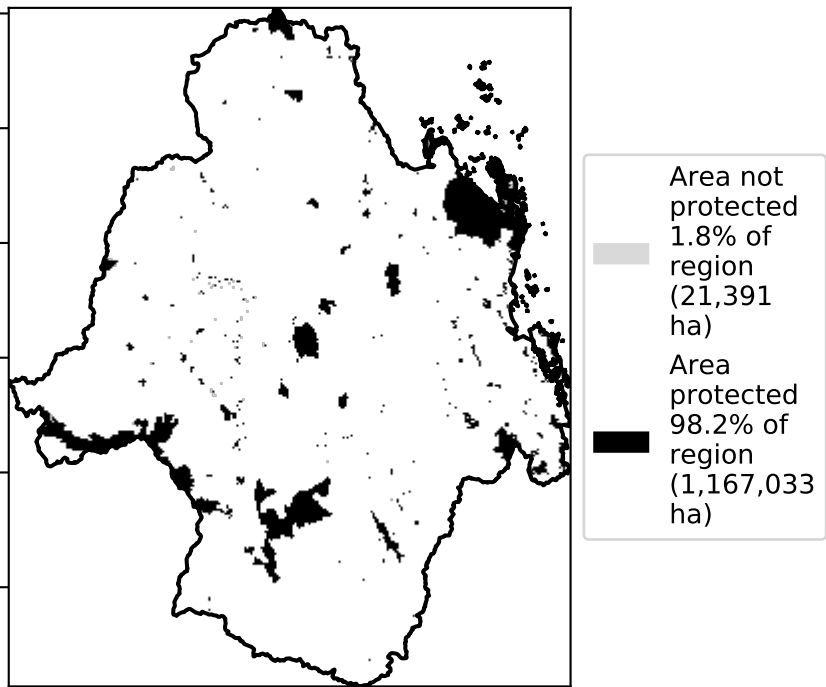 Area not
protected
1.8% of
region
(21,391
ha)
Area
protected
98.2% of
region
(1,167,033
ha)